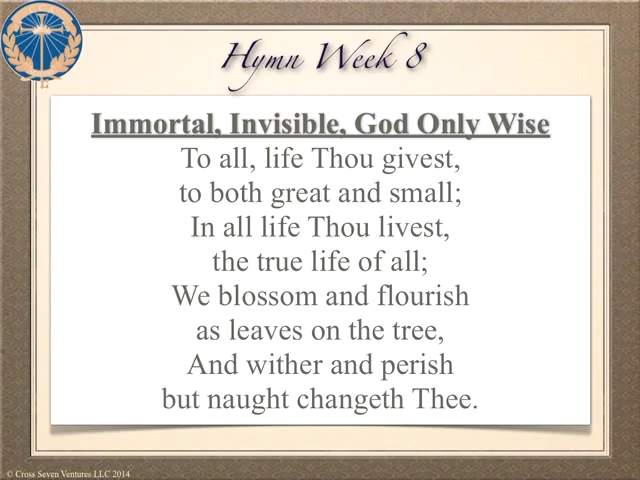 Hymn Week 8
Immortal, Invisible, God Only Wise
To all, life Thou givest,
to both great and small;
In all life Thou livest,
the true life of all;
We blossom and flourish
as leaves on the tree,
And wither and perish
but naught changeth Thee.
© Cross Seven Ventures LLC 2014